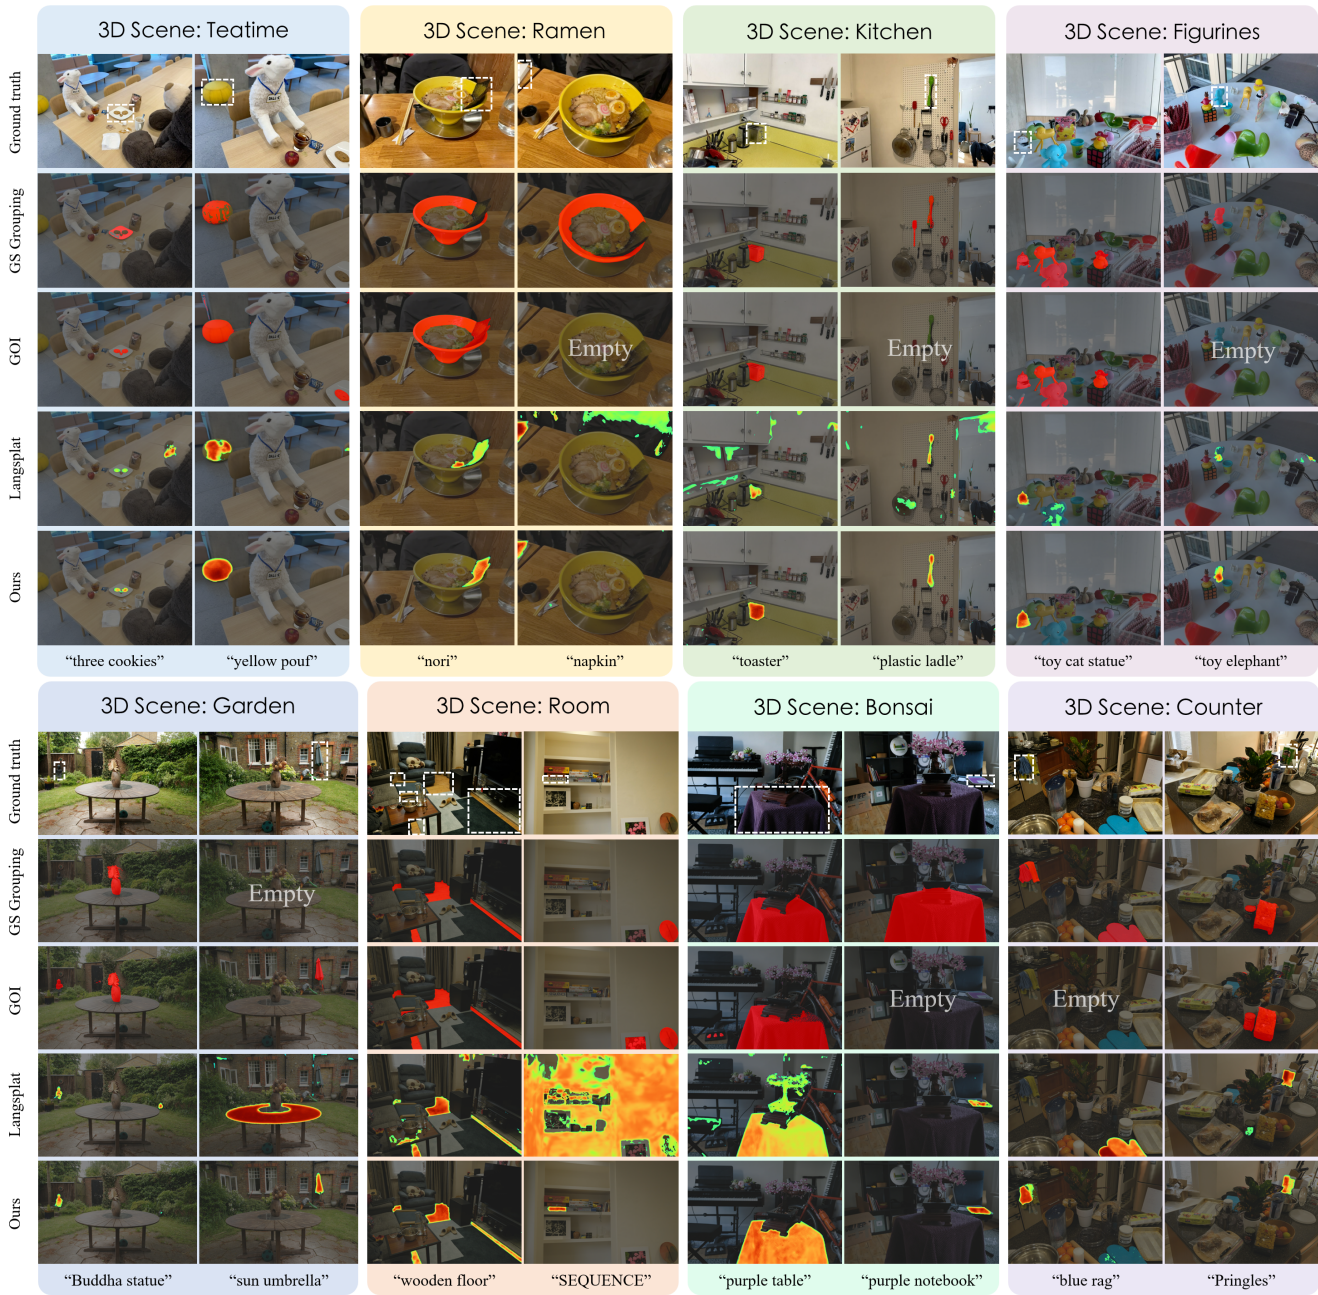 3D Scene: Teatime
3D Scene: Ramen
3D Scene: Kitchen
3D Scene: Figurines
Ground truth
GS Grouping
GOI
Empty
Empty
Empty
Langsplat
Ours
“three cookies”
“yellow pouf”
“nori”
“napkin”
“toaster”
“plastic ladle”
“toy cat statue”
“toy elephant”
3D Scene: Garden
3D Scene: Room
3D Scene: Bonsai
3D Scene: Counter
Ground truth
GS Grouping
Empty
GOI
Empty
Empty
Langsplat
Ours
“Buddha statue”
“sun umbrella”
“wooden floor”
“SEQUENCE”
“purple table”
“purple notebook”
“blue rag”
“Pringles”